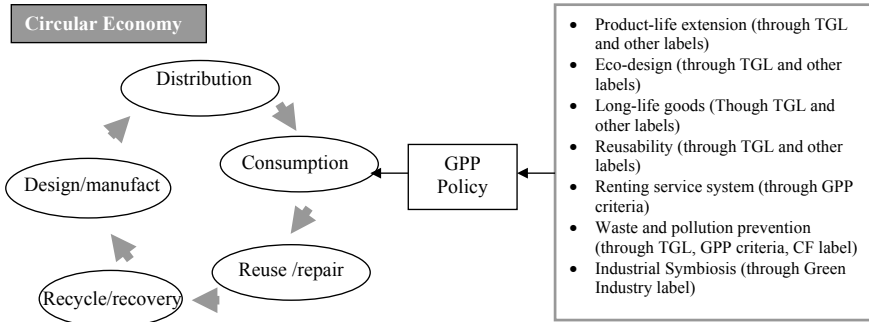 Circular Economy
Distribution
Consumption
Design/manufact
Reuse /repair
Recycle/recovery
GPP
Policy
• Product-life extension (through TGL
and other labels)
• Eco-design (through TGL and other
labels)
• Long-life goods (Though TGL and
other labels)
• Reusability (through TGL and other
labels)
• Renting service system (through GPP
criteria)
• Waste and pollution prevention
(through TGL, GPP criteria, CF label)
• Industrial Symbiosis (through Green
Industry label)